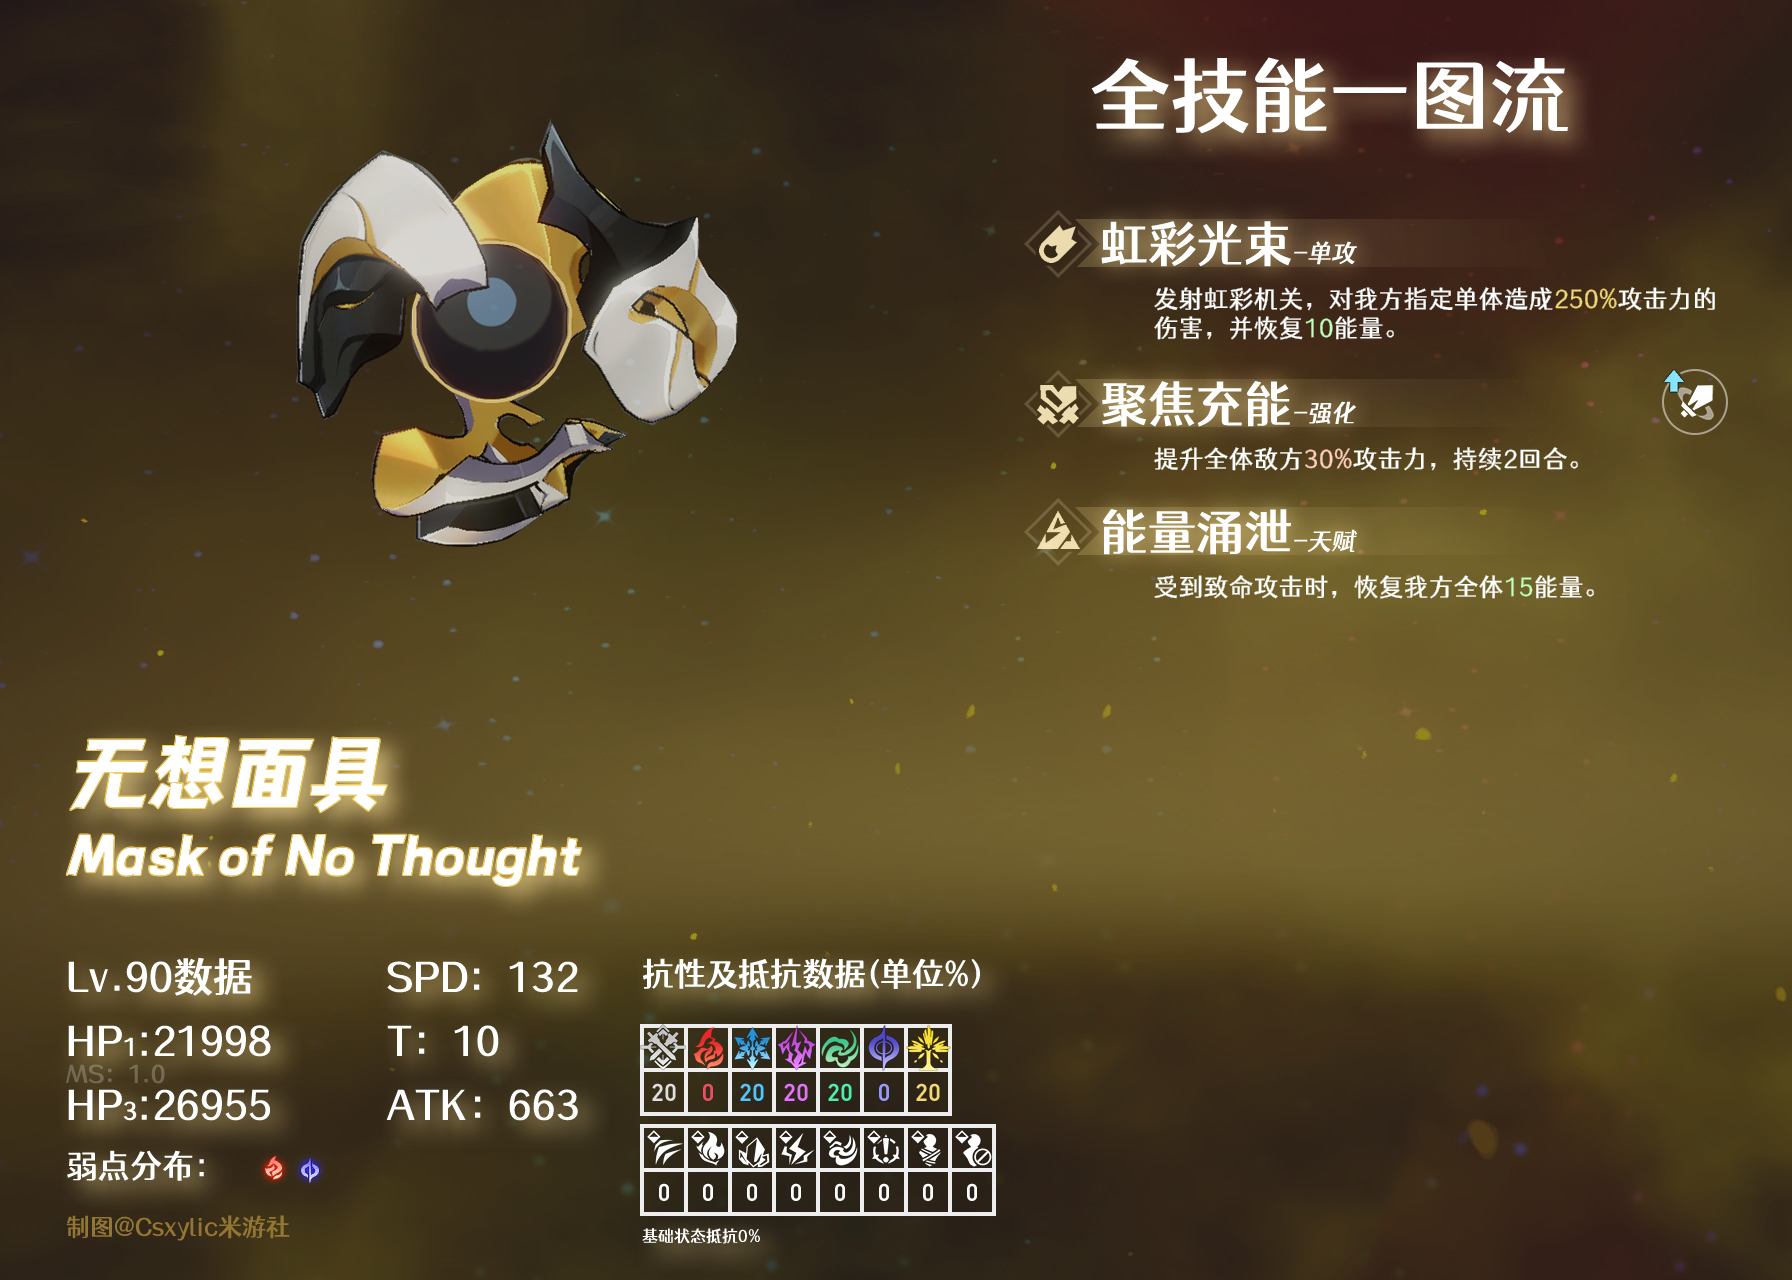 全技能一图流
虹彩光束-单攻
发射虹彩机关，对我方指定单体造成250%攻击力的
伤害，并恢复10能量。
聚焦充能-强化
提升全体敌方30%攻击力，持续2回合。
能量涌泄-天赋
受到致命攻击时，恢复我方全体15能量。
无想面具
Mask of No Thought
Lv.90数据
SPD: 132
HP1:21998
T: 10
MS: 1.0
HP3:26955
ATK: 663
弱点分布:
制图@Csxylic米游社
抗性及抵抗数据(单位%)
20 0 20 20 20 0 20
0 0 0 0 0 0 0 0
基础状态抵抗0%